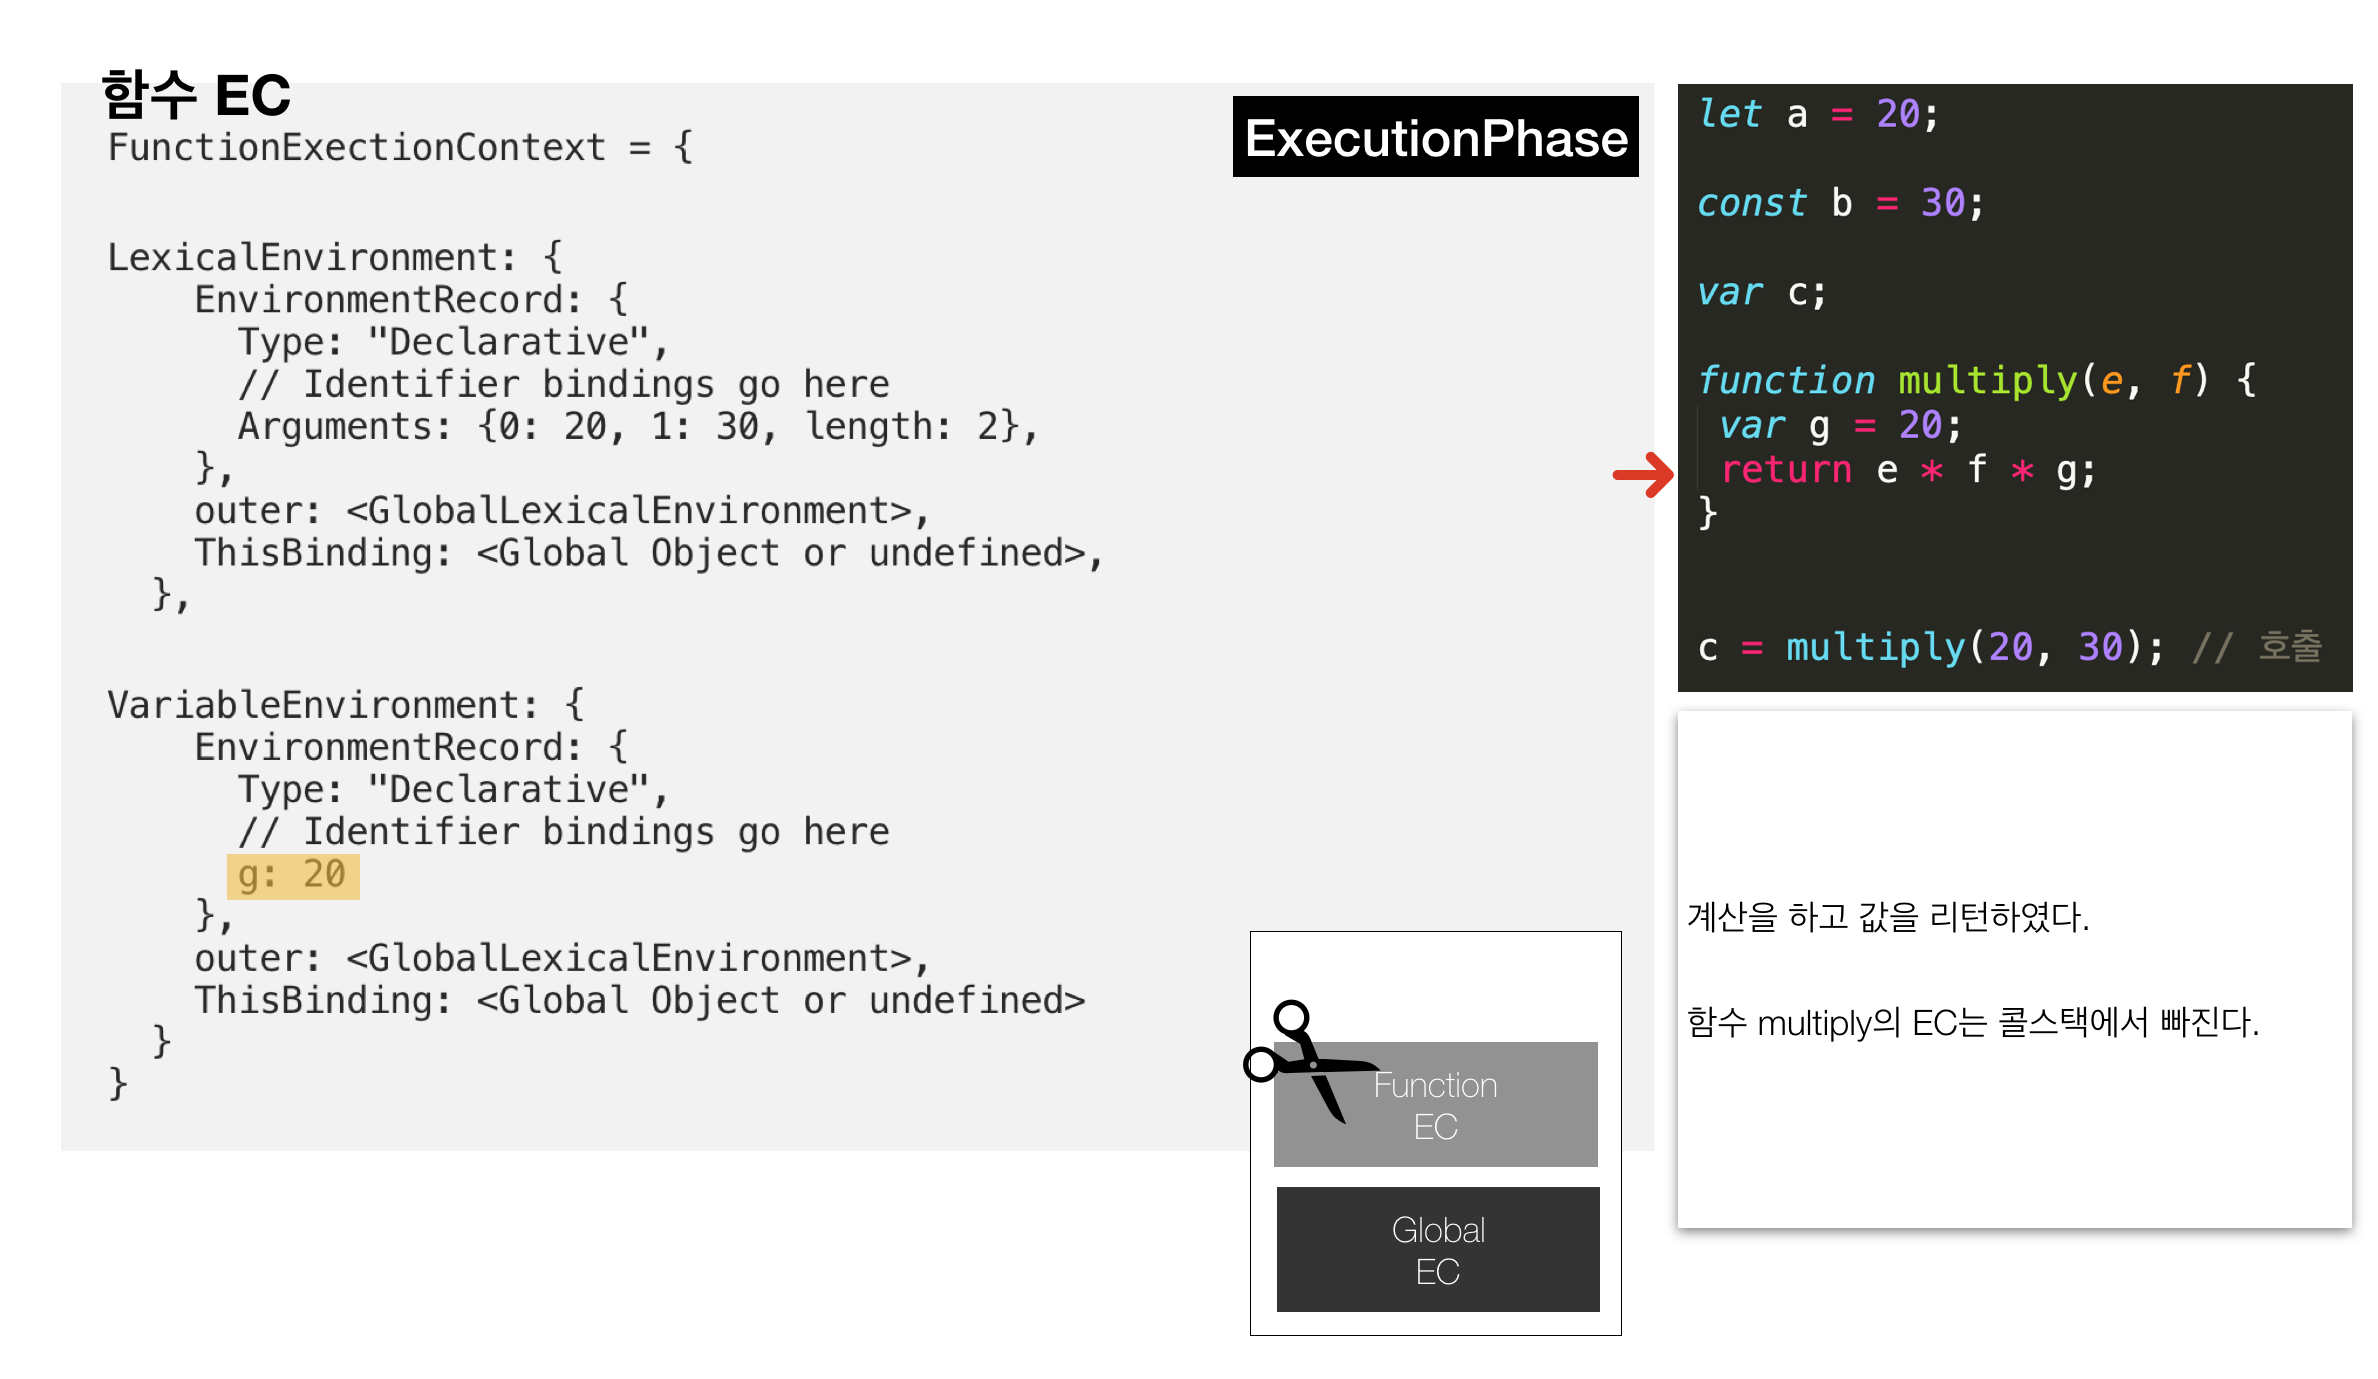 함수 EC
FunctionExectionContext = {
LexicalEnvironment: {
EnvironmentRecord: {
Type: "Declarative",
// Identifier bindings go here
Arguments: {0: 20, 1: 30, length: 2},
},
outer: <GlobalLexicalEnvironment>,
ThisBinding: <Global Object or undefined>,
},
VariableEnvironment: {
EnvironmentRecord: {
Type: "Declarative",
// Identifier bindings go here
g: 20
},
outer: <GlobalLexicalEnvironment>,
ThisBinding: <Global Object or undefined>
}
}
ExecutionPhase
Function
EC
Global
EC
let a = 20;
const b = 30;
var c;
function multiply(e, f) {
var g = 20;
return e * f * g;
}
c = multiply(20, 30); // 호출
계산을 하고 값을 리턴하였다.
함수 multiply의 EC는 콜스택에서 빠진다.